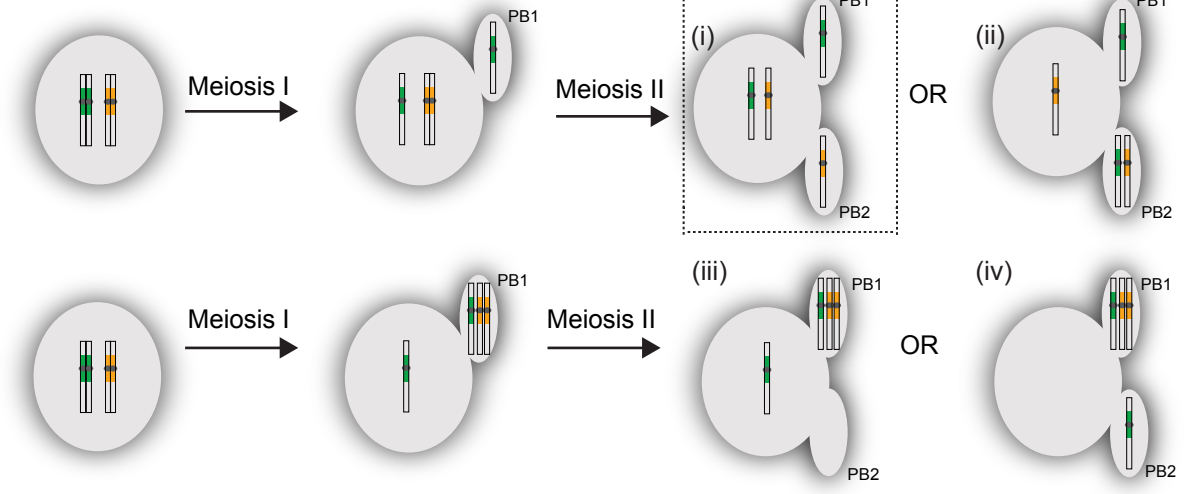 PB1
Meiosis I
Meiosis II
(i)
PB1
PB2
OR
(ii)
PB1
PB2
Meiosis I
PB1
Meiosis II
(iii)
PB1
PB2
OR
(iv)
PB1
PB2